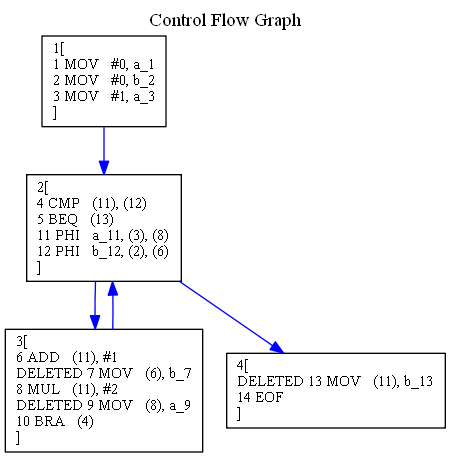 Control Flow Graph
1[
1 MOV #0, a_1
2 MOV #0, b_2
3 MOV #1, a_3
]
2[
4 CMP (11), (12)
5 BEQ (13)
11 PHI a_11, (3), (8)
12 PHI b_12, (2), (6)
]
3[
6 ADD (11), #1
DELETED 7 MOV (6), b_7
8 MUL (11), #2
DELETED 9 MOV (8), a_9
10 BRA (4)
]
4[
DELETED 13 MOV (11), b_13
14 EOF
]